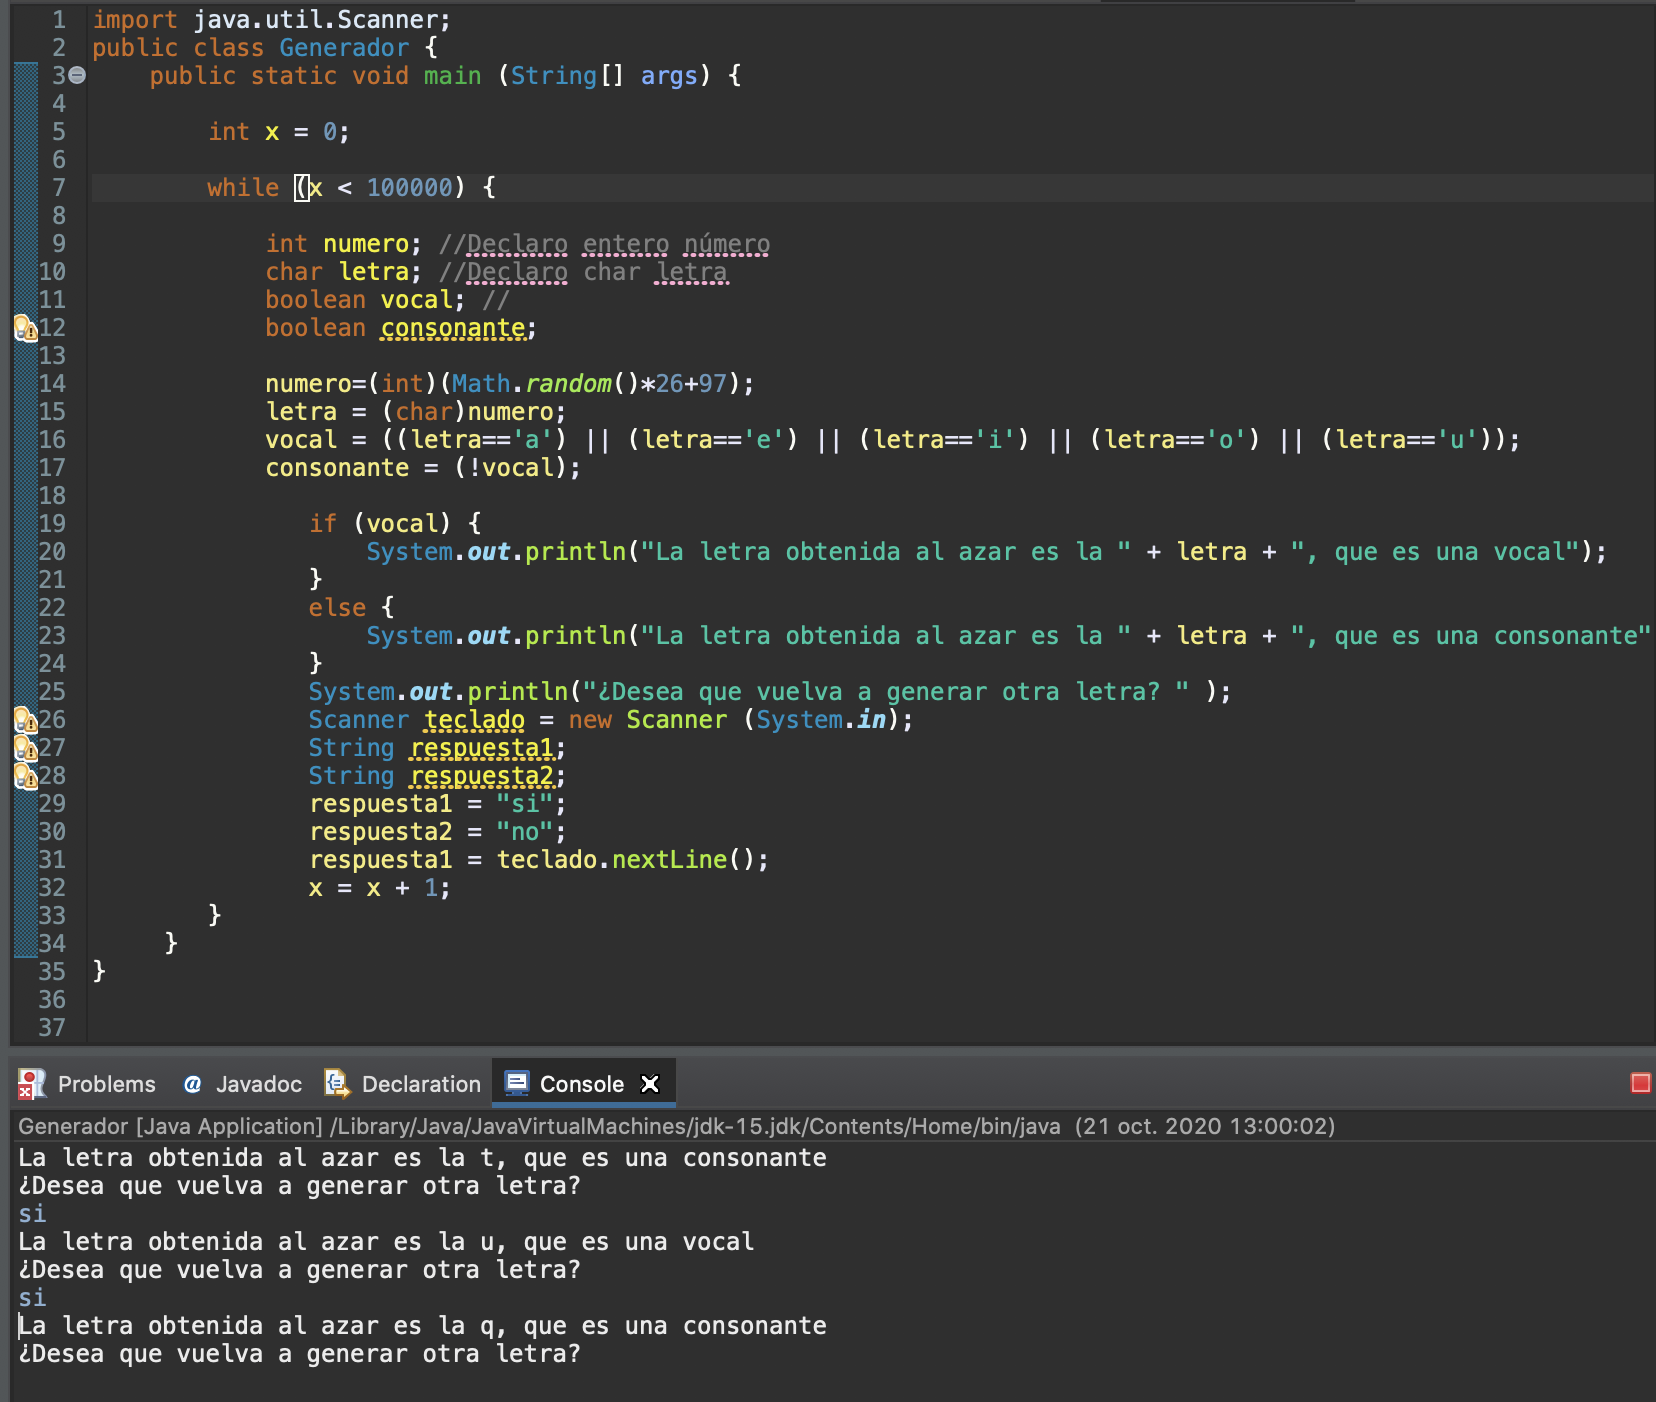 1 import java.util.Scanner;
2 public class Generador {
3 public static void main (String[] args) {
4
5 int x = 0;
6
7 while (x < 100000) {
8
9 int numero; //Declaro entero número
10 char letra; //Declaro char letra
11 boolean vocal; //
12 boolean consonante;
13
14 numero=(int)(Math.random()*26+97);
15 letra = (char)numero;
16 vocal = ((letra=='a') || (letra=='e') || (letra=='i') || (letra=='o') || (letra=='u'));
17 consonante = (!vocal);
18
19 if (vocal) {
20 System.out.println("La letra obtenida al azar es la " + letra + ", que es una vocal");
21 }
22 else {
23 System.out.println("La letra obtenida al azar es la " + letra + ", que es una consonante"
24 }
25 System.out.println("¿Desea que vuelva a generar otra letra? " );
26 Scanner teclado = new Scanner (System.in);
27 String respuesta1;
28 String respuesta2;
29 respuesta1 = "si";
30 respuesta2 = "no";
31 respuesta1 = teclado.nextLine();
32 x = x + 1;
33 }
34 }
35 }
36
37
Problems @ Javadoc Declaration Console
Generador [Java Application] /Library/Java/JavaVirtualMachines/jdk-15.jdk/Contents/Home/bin/java (21 oct. 2020 13:00:02)
La letra obtenida al azar es la t, que es una consonante
¿Desea que vuelva a generar otra letra?
si
La letra obtenida al azar es la u, que es una vocal
¿Desea que vuelva a generar otra letra?
si
La letra obtenida al azar es la q, que es una consonante
¿Desea que vuelva a generar otra letra?